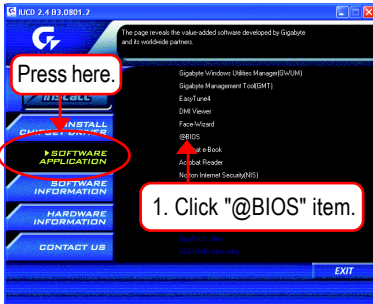 IUCD 2.4 B3.0801.2
The page reveals the value-added software developed by Gigabyte
and its worldwide partners.
Press here.
Gigabyte Windows Utilities Manager(GWUM)
Gigabyte Management Tool(GMT)
EasyTune4
DMI Viewer
Face-Wizard
@BIOS
Acrobat Reader
Norton Internet Security(NIS)
INSTALL
CHIPSET DRIVER
SOFTWARE
APPLICATION
SOFTWARE
INFORMATION
HARDWARE
INFORMATION
CONTACT US
1. Click "@BIOS" item.
EXIT